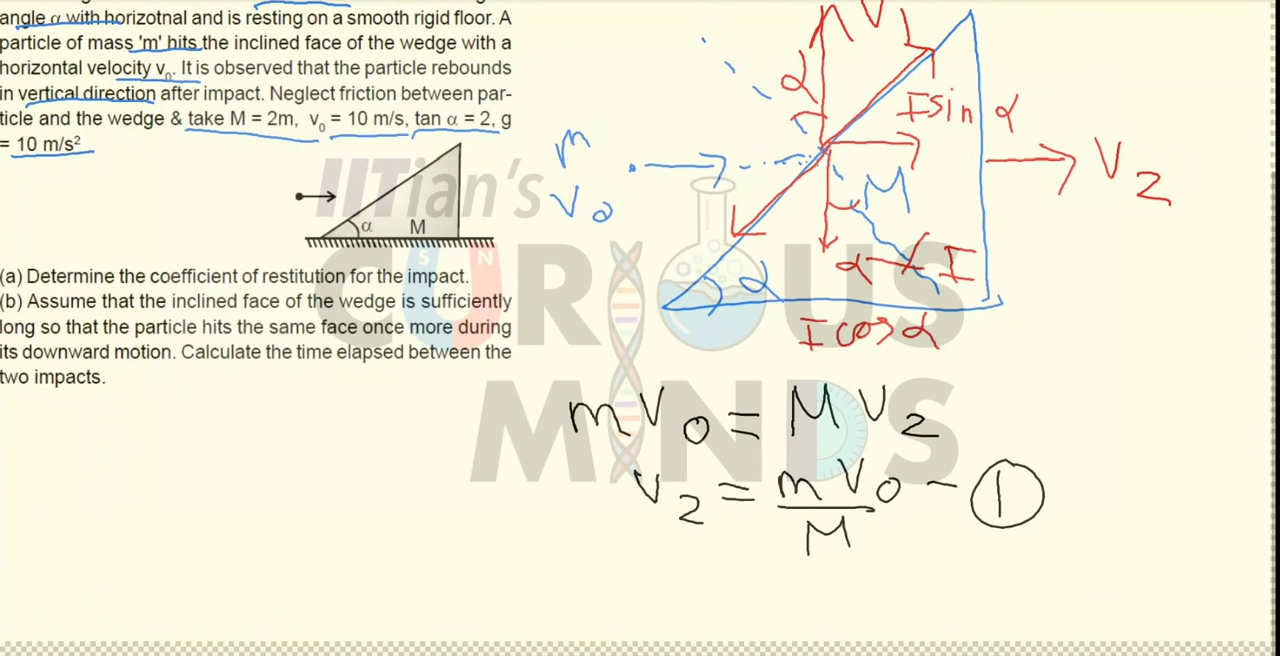 angle α with horizotnal and is resting on a smooth rigid floor. A
particle of mass 'm' hits the inclined face of the wedge with a
horizontal velocity v₀. It is observed that the particle rebounds
in vertical direction after impact. Neglect friction between par-
ticle and the wedge & take M = 2m, v₀ = 10 m/s, tan α = 2, g
= 10 m/s²
α M
(a) Determine the coefficient of restitution for the impact.
(b) Assume that the inclined face of the wedge is sufficiently
long so that the particle hits the same face once more during
its downward motion. Calculate the time elapsed between the
two impacts.
IITian's
CURIOUS
MINDS
S N
V₁
α
I sin α
m
V₀
V₂
M
α I
α
I cos α
mV₀ = MV₂
V₂ = mV₀/M - ①